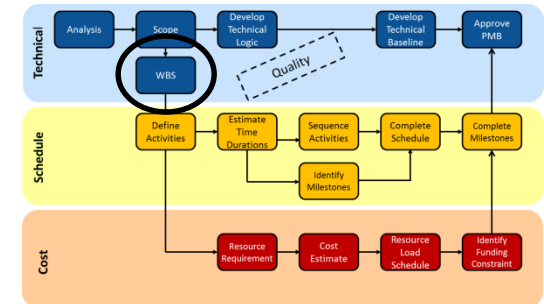 Technical
Analysis
Scope
Develop
Technical
Logic
Develop
Technical
Baseline
Approve
PMB
WBS
Quality
Schedule
Define
Activities
Estimate
Time
Durations
Sequence
Activities
Complete
Schedule
Complete
Milestones
Identify
Milestones
Cost
Resource
Requirement
Cost
Estimate
Resource
Load
Schedule
Identify
Funding
Constraint